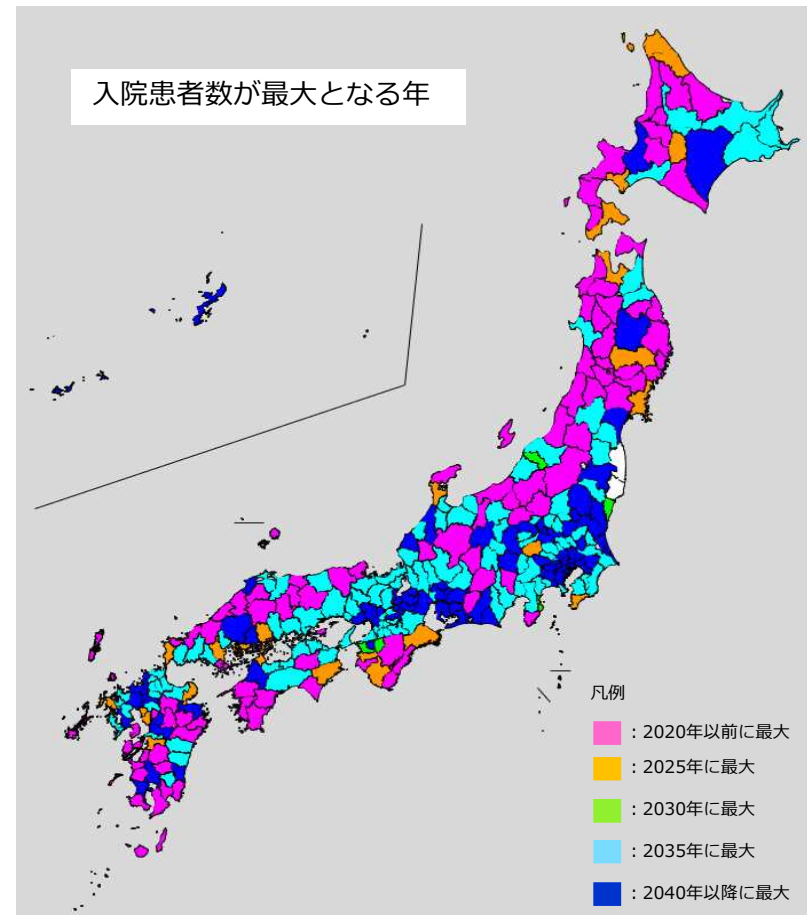 入院患者数が最大となる年
凡例
：2020年以前に最大
：2025年に最大
：2030年に最大
：2035年に最大
：2040年以降に最大